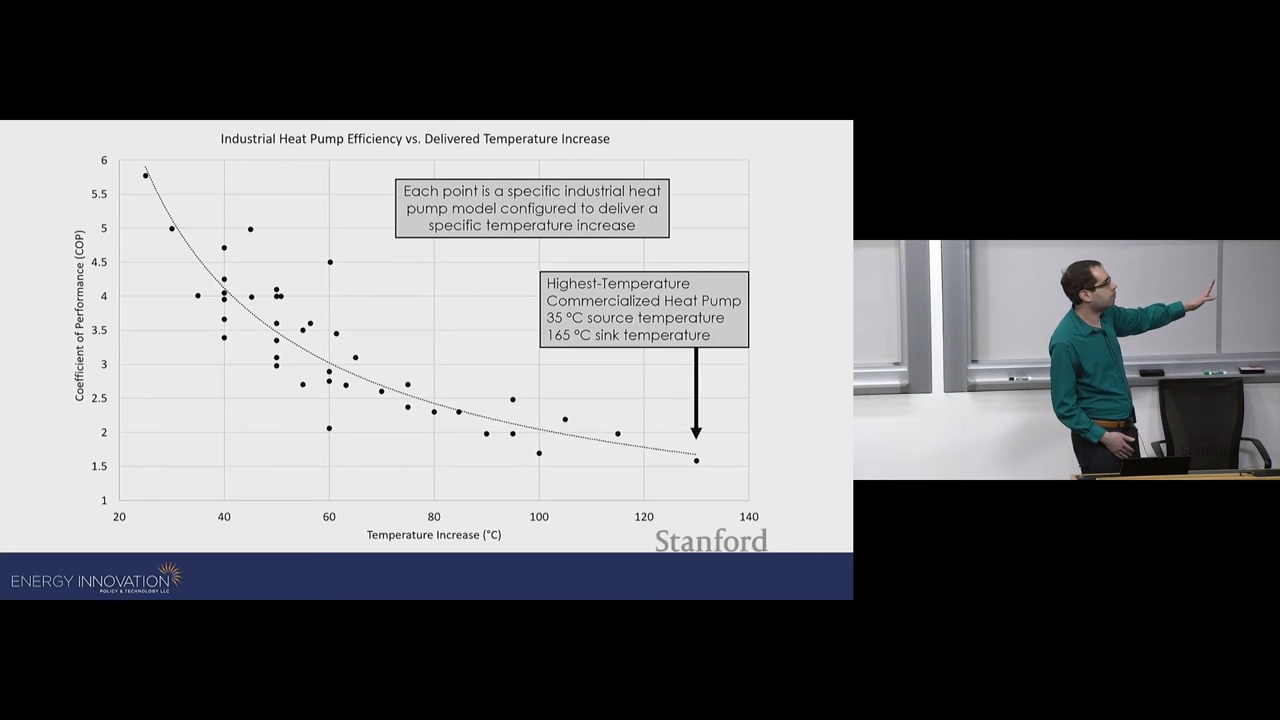 Industrial Heat Pump Efficiency vs. Delivered Temperature Increase
Coefficient of Performance (COP)
6
5.5
5
4.5
4
3.5
3
2.5
2
1.5
1
Each point is a specific industrial heat
pump model configured to deliver a
specific temperature increase
Highest-Temperature
Commercialized Heat Pump
35 °C source temperature
165 °C sink temperature
20 40 60 80 100 120 140
Temperature Increase (°C)
Stanford
ENERGY INNOVATION
POLICY & TECHNOLOGY LLC
Stanford